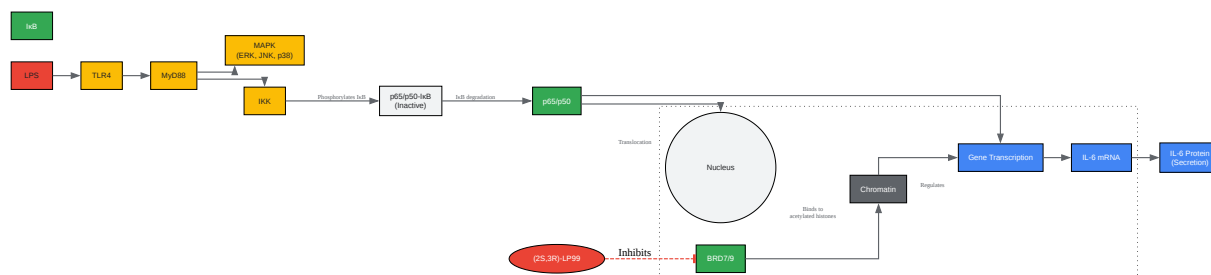 IκB
LPS
TLR4
MyD88
MAPK
(ERK, JNK, p38)
IKK
Phosphorylates IκB
p65/p50-IκB
(Inactive)
IκB degradation
p65/p50
Translocation
Nucleus
Binds to
acetylated histones
Chromatin
Regulates
Gene Transcription
IL-6 mRNA
IL-6 Protein
(Secretion)
(2S,3R)-LP99
Inhibits
BRD7/9